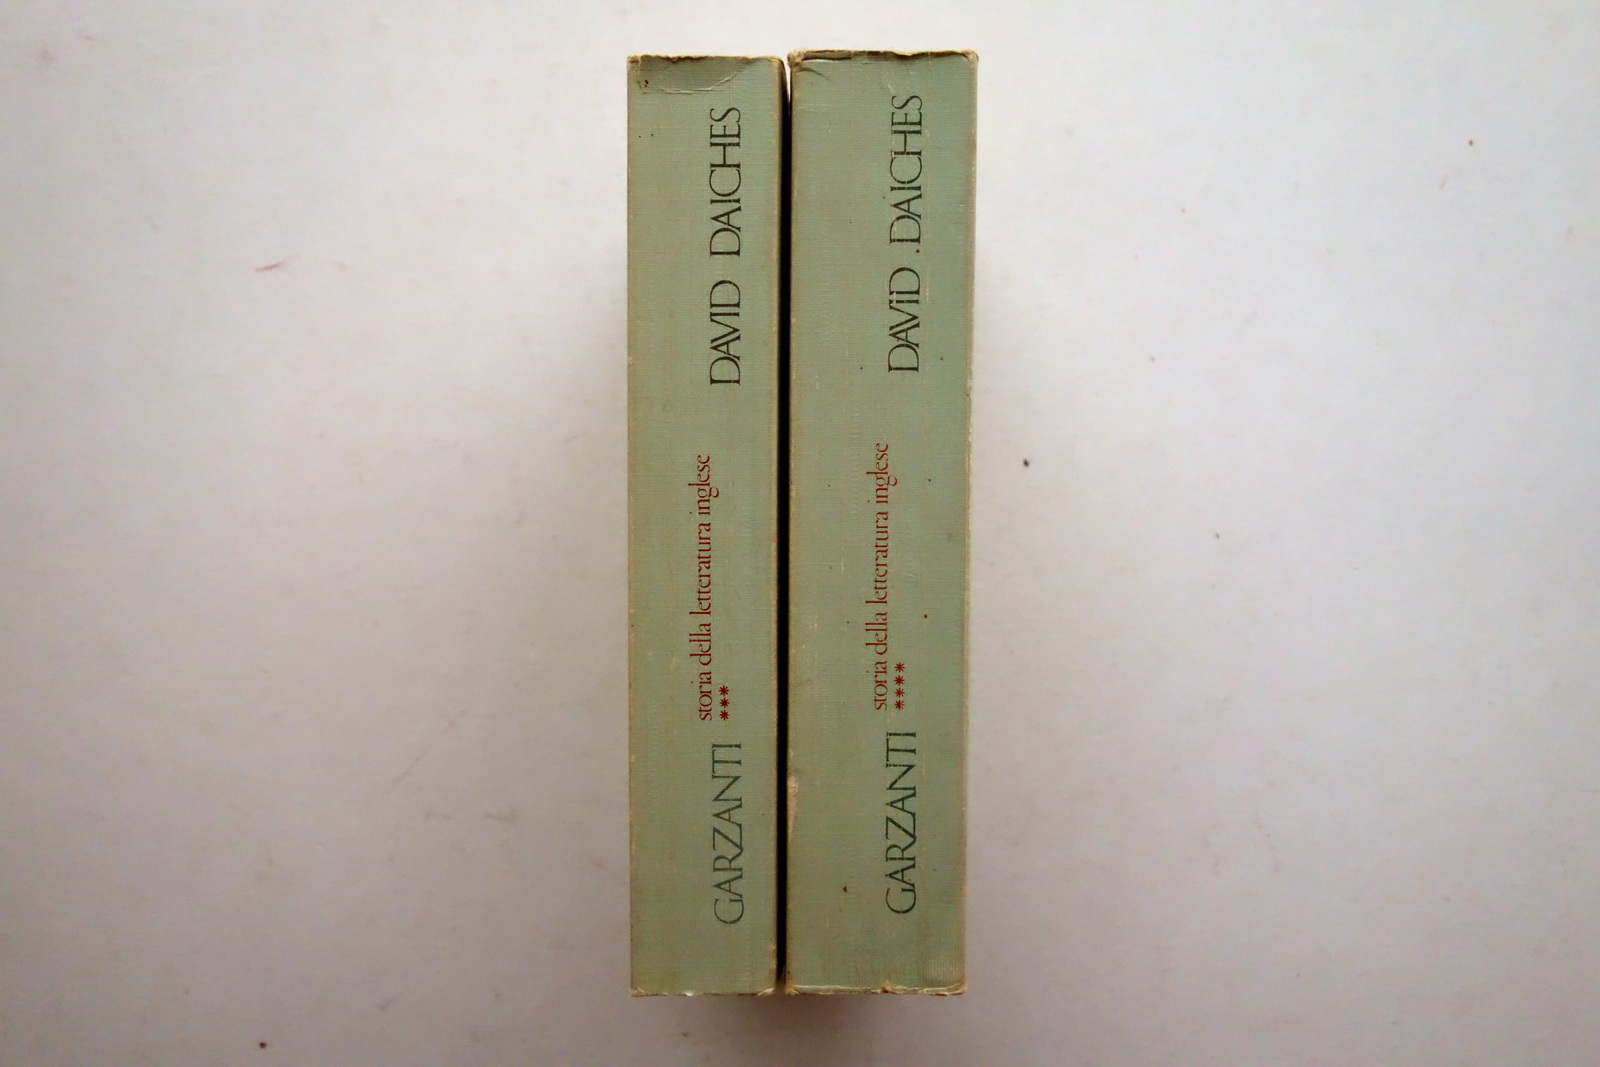 GARZANTI storia della letteratura inglese DAVID DAICHES
***
GARZANTI storia della letteratura inglese DAVID DAICHES
****